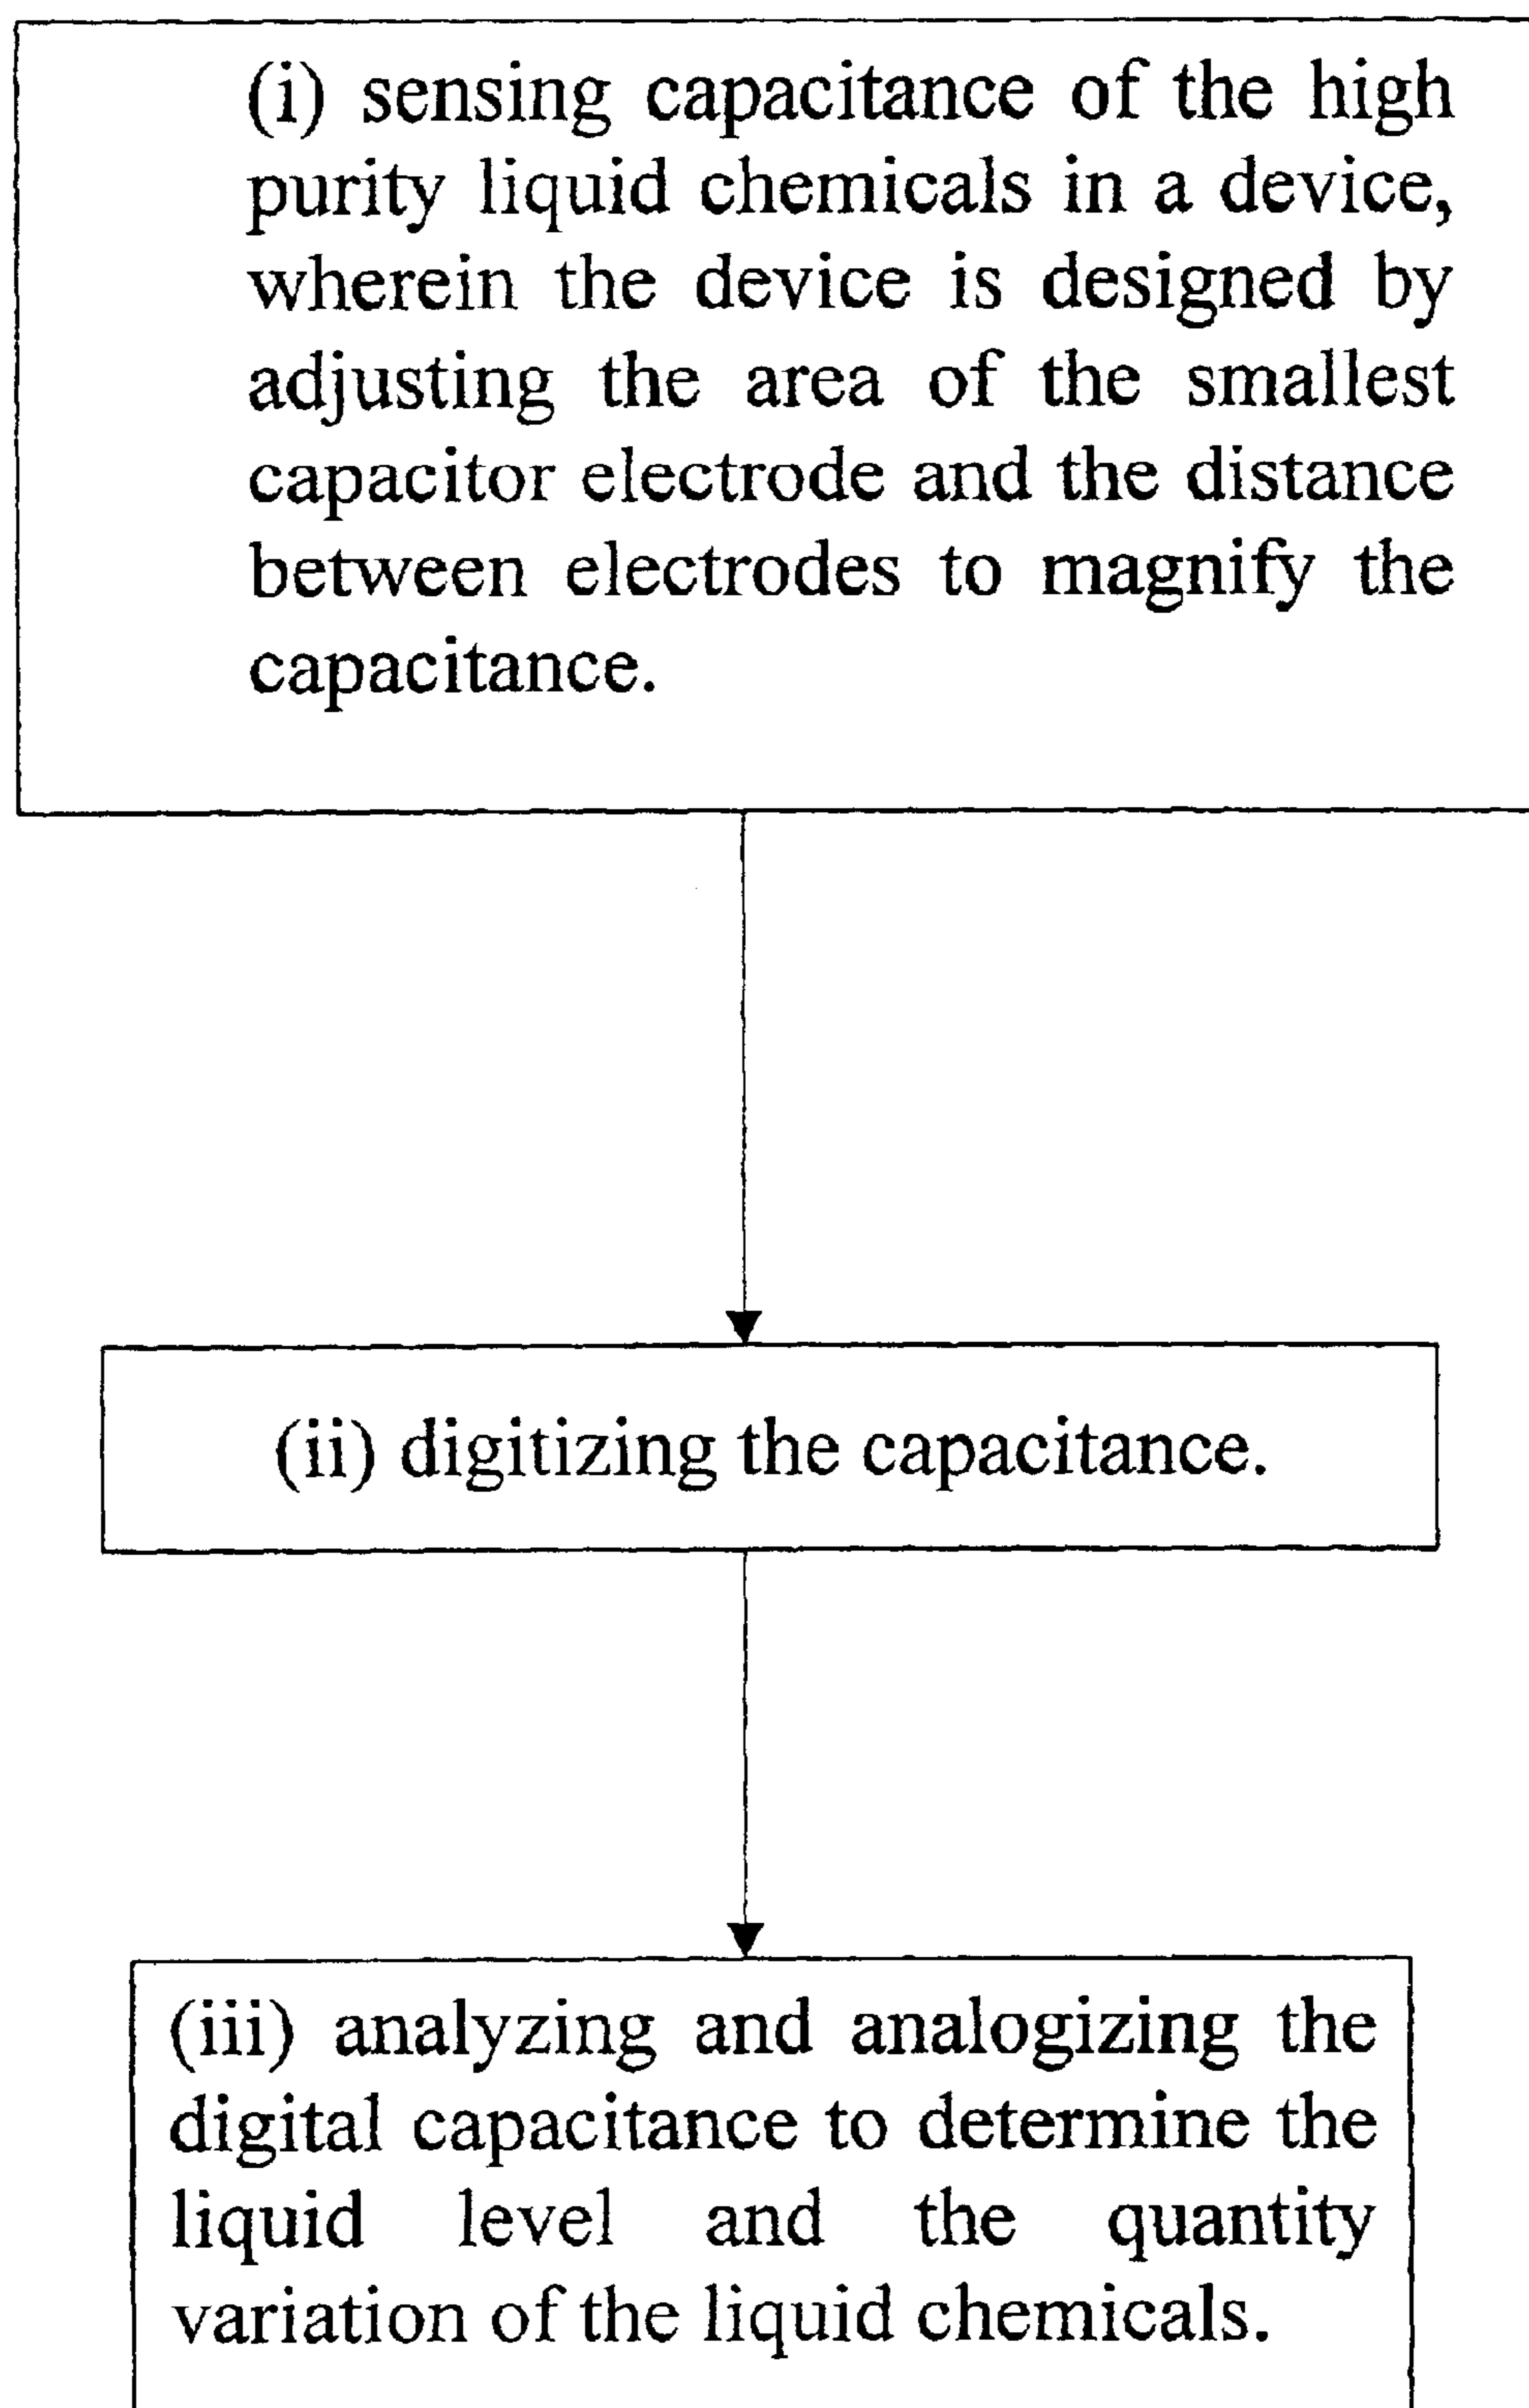 (i) sensing capacitance of the high
purity liquid chemicals in a device,
wherein the device is designed by
adjusting the area of the smallest
capacitor electrode and the distance
between electrodes to magnify the
capacitance.
(ii) digitizing the capacitance.
(iii) analyzing and analogizing the
digital capacitance to determine the
liquid level and the quantity
variation of the liquid chemicals.